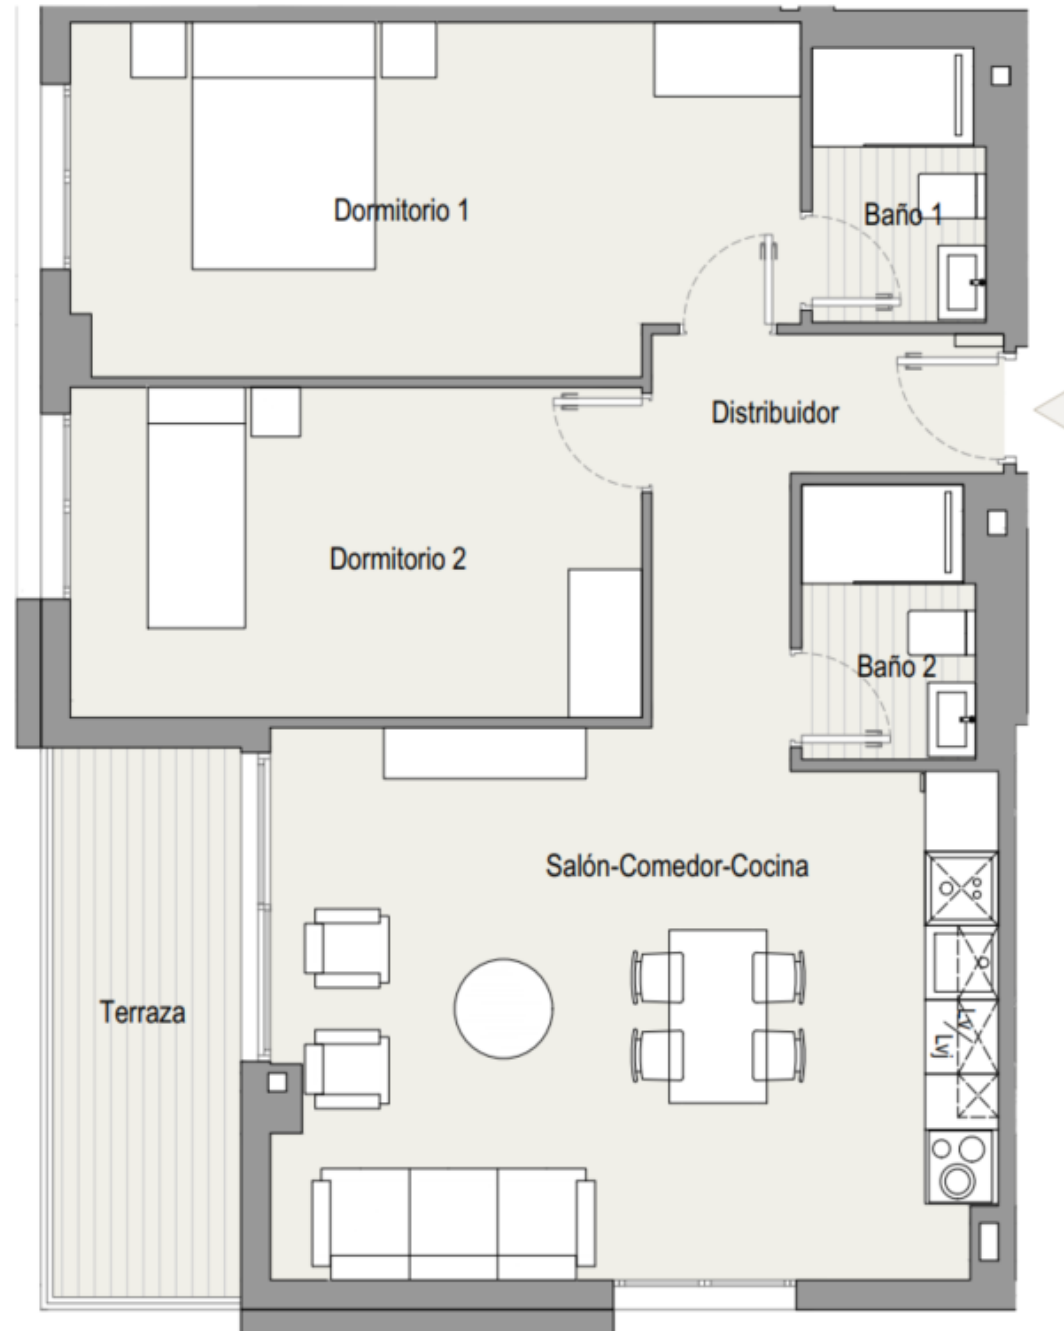 Dormitorio 1
Baño 1
Distribuidor
Dormitorio 2
Baño 2
Salón-Comedor-Cocina
Terraza
Lv
/ Lvj